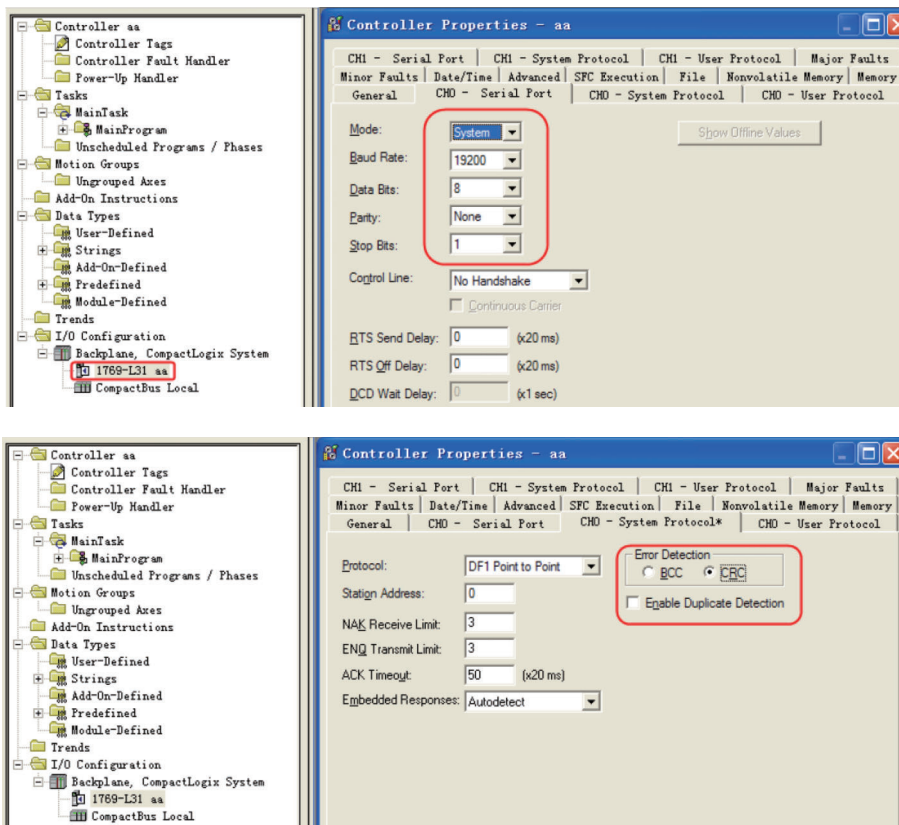 Controller aa
Controller Tags
Controller Fault Handler
Power-Up Handler
Tasks
MainTask
MainProgram
Unscheduled Programs / Phases
Motion Groups
Ungrouped Axes
Add-On Instructions
Data Types
User-Defined
Strings
Add-On-Defined
Predefined
Module-Defined
Trends
I/O Configuration
Backplane, CompactLogix System
1769-L31 aa
CompactBus Local
Controller Properties - aa
CH1 - Serial Port CH1 - System Protocol CH1 - User Protocol Major Faults
Minor Faults Date/Time Advanced SFC Execution File Nonvolatile Memory Memory
General CH0 - Serial Port CH0 - System Protocol CH0 - User Protocol
Mode: System Show Offline Values
Baud Rate: 19200
Data Bits: 8
Parity: None
Stop Bits: 1
Control Line: No Handshake
Continuous Carrier
RTS Send Delay: 0 (x20 ms)
RTS Off Delay: 0 (x20 ms)
DCD Wait Delay: 0 (x1 sec)
Controller aa
Controller Tags
Controller Fault Handler
Power-Up Handler
Tasks
MainTask
MainProgram
Unscheduled Programs / Phases
Motion Groups
Ungrouped Axes
Add-On Instructions
Data Types
User-Defined
Strings
Add-On-Defined
Predefined
Module-Defined
Trends
I/O Configuration
Backplane, CompactLogix System
1769-L31 aa
CompactBus Local
Controller Properties - aa
CH1 - Serial Port CH1 - System Protocol CH1 - User Protocol Major Faults
Minor Faults Date/Time Advanced SFC Execution File Nonvolatile Memory Memory
General CH0 - Serial Port CH0 - System Protocol* CH0 - User Protocol
Error Detection
Protocol: DF1 Point to Point BCC CRC
Station Address: 0 Enable Duplicate Detection
NAK Receive Limit: 3
ENQ Transmit Limit: 3
ACK Timeout: 50 (x20 ms)
Embedded Responses: Autodetect